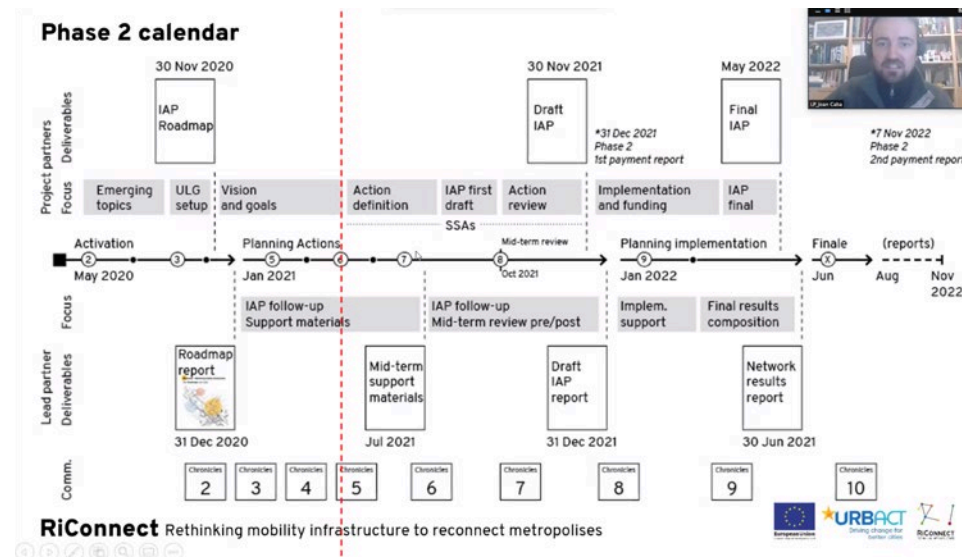 Phase 2 calendar
30 Nov 2020
30 Nov 2021
May 2022
LP_Joan Caba
Project partners
Deliverables
IAP
Roadmap
Draft
IAP
Final
IAP
*31 Dec 2021
Phase 2
1st payment report
*7 Nov 2022
Phase 2
2nd payment report
Focus
Emerging
topics
ULG
setup
Vision
and goals
Action
definition
IAP first
draft
Action
review
Implementation
and funding
IAP
final
SSAs
Activation
Planning Actions
Mid-term review
Planning implementation
Finale
(reports)
2
3
5
6
7
8
9
X
May 2020
Jan 2021
Oct 2021
Jan 2022
Jun
Aug
Nov
2022
Focus
IAP follow-up
Support materials
IAP follow-up
Mid-term review pre/post
Implem.
support
Final results
composition
Lead partner
Deliverables
Roadmap
report
Mid-term
support
materials
Draft
IAP
report
Network
results
report
31 Dec 2020
Jul 2021
31 Dec 2021
30 Jun 2021
Comm.
Chronicles
2
Chronicles
3
Chronicles
4
Chronicles
5
Chronicles
6
Chronicles
7
Chronicles
8
Chronicles
9
Chronicles
10
RiConnect Rethinking mobility infrastructure to reconnect metropolises
European Union
URBACT
Driving change for
better cities
RiConnect